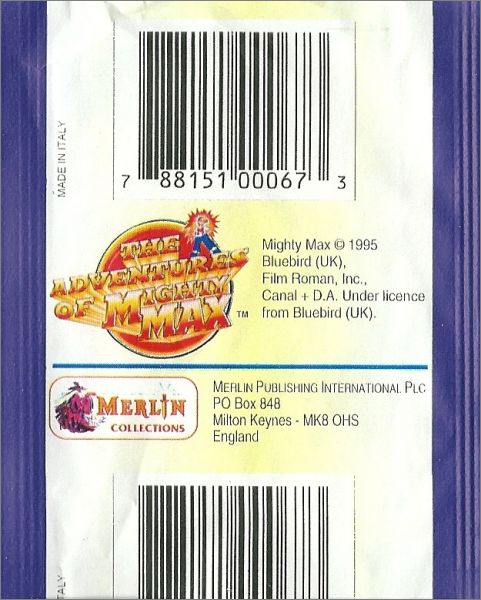 MADE IN ITALY
7 88151 00067 3
THE
ADVENTURES
OF MIGHTY
MAX
TM
Mighty Max © 1995
Bluebird (UK),
Film Roman, Inc.,
Canal + D.A. Under licence
from Bluebird (UK).
MERLIN
COLLECTIONS
MERLIN PUBLISHING INTERNATIONAL PLC
PO Box 848
Milton Keynes - MK8 OHS
England
TALY